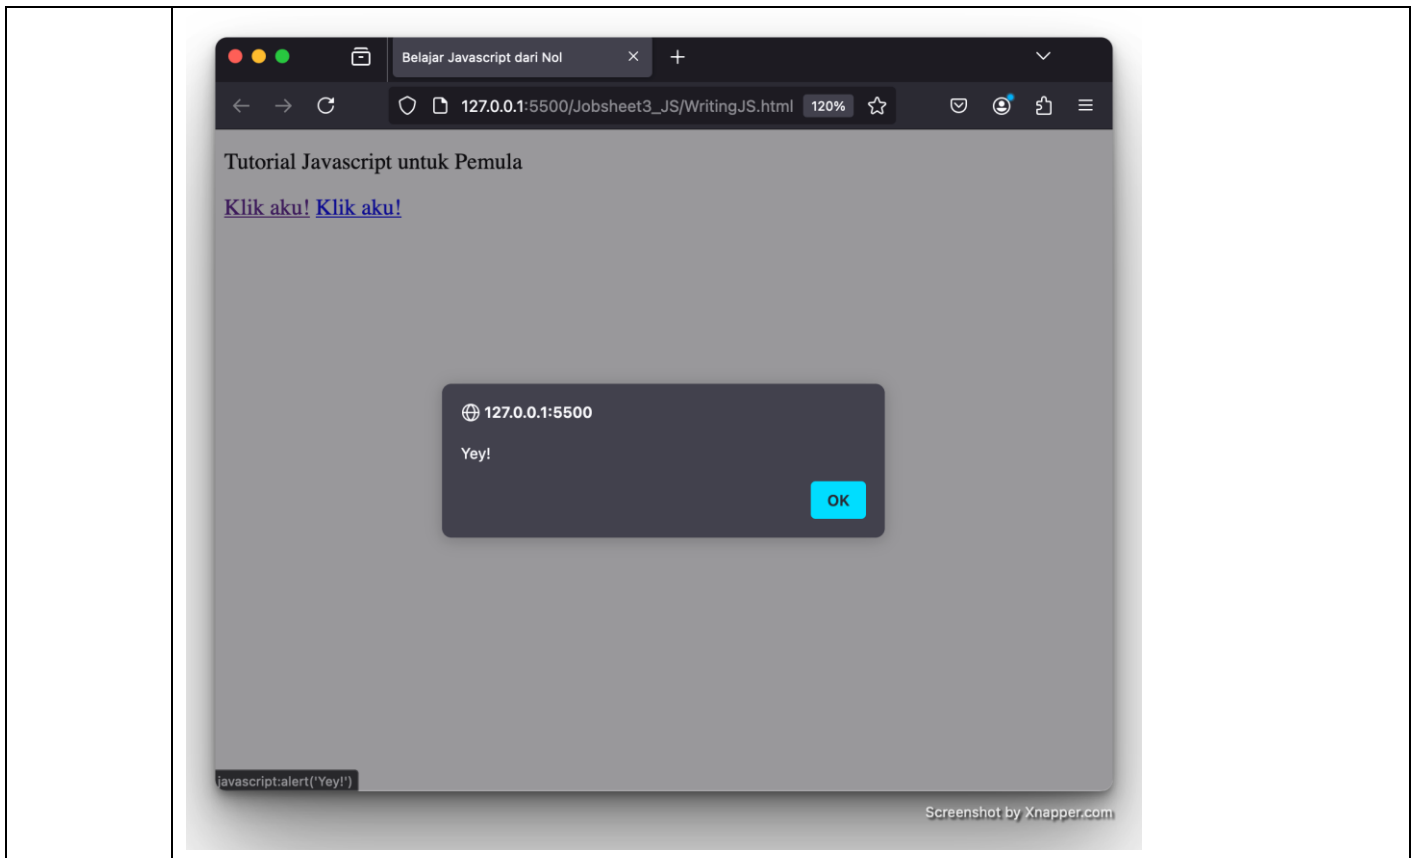 Belajar Javascript dari Nol
127.0.0.1:5500/Jobsheet3_JS/WritingJS.html 120%
Tutorial Javascript untuk Pemula
Klik aku! Klik aku!
127.0.0.1:5500
Yey!
OK
javascript:alert('Yey!')
Screenshot by Xnapper.com